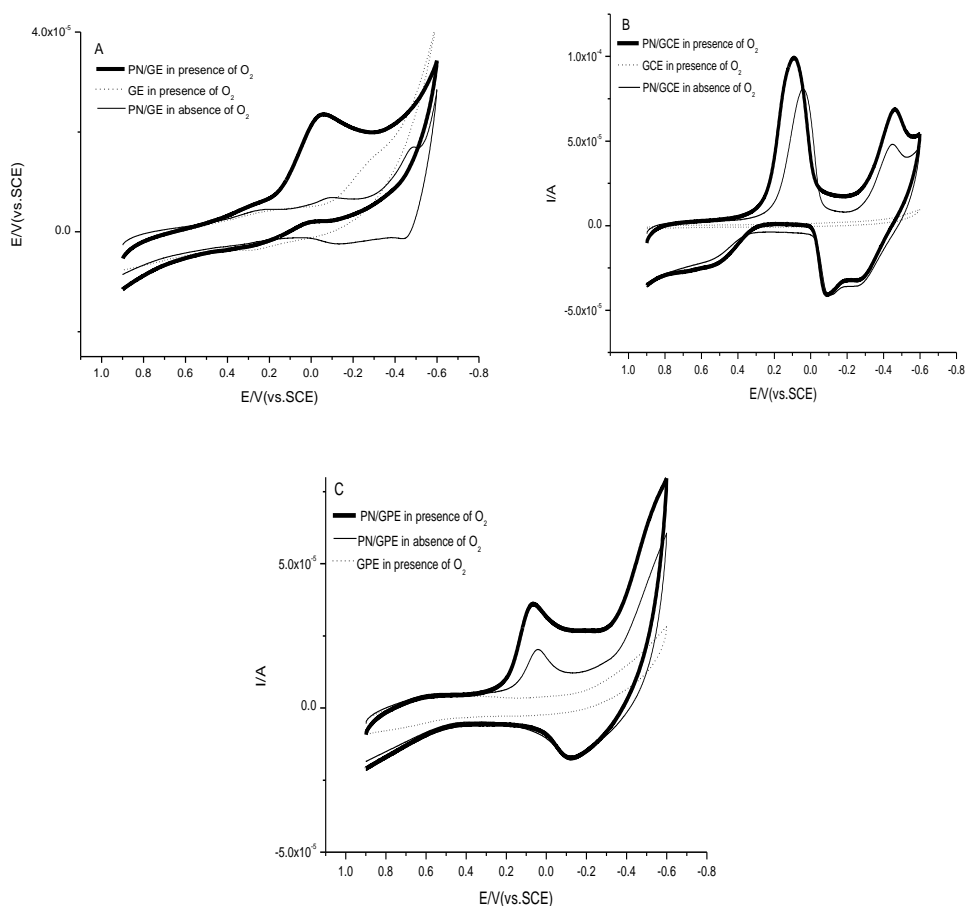 A
PN/GE in presence of O2
GE in presence of O2
PN/GE in absence of O2
4.0x10-5
0.0
E/V(vs.SCE)
1.0 0.8 0.6 0.4 0.2 0.0 -0.2 -0.4 -0.6 -0.8
E/V(vs.SCE)
B
PN/GCE in presence of O2
GCE in presence of O2
PN/GCE in absence of O2
1.0x10-4
5.0x10-5
0.0
-5.0x10-5
I/A
1.0 0.8 0.6 0.4 0.2 0.0 -0.2 -0.4 -0.6 -0.8
E/V(vs.SCE)
C
PN/GPE in presence of O2
PN/GPE in absence of O2
GPE in presence of O2
5.0x10-5
0.0
-5.0x10-5
I/A
1.0 0.8 0.6 0.4 0.2 0.0 -0.2 -0.4 -0.6 -0.8
E/V(vs.SCE)